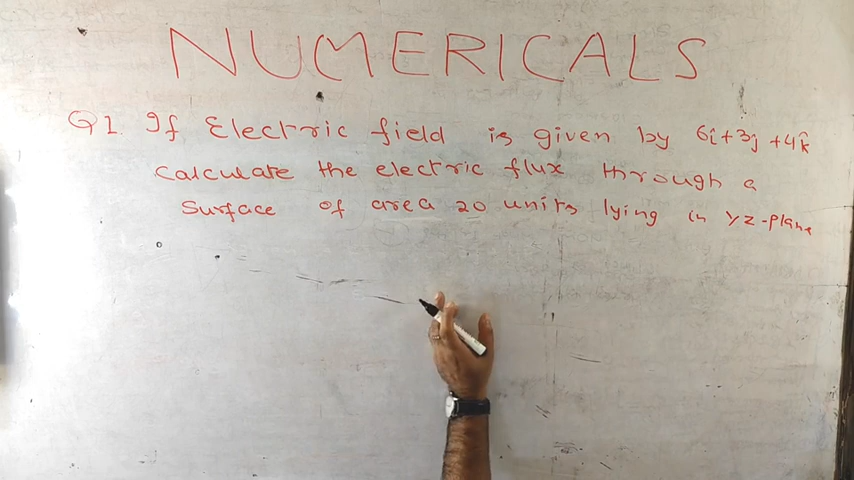 NUMERICALS
Q1. If Electric field is given by 6î+3j+4k̂
Calculate the electric flux through a
Surface of area 20 units lying in YZ-plane